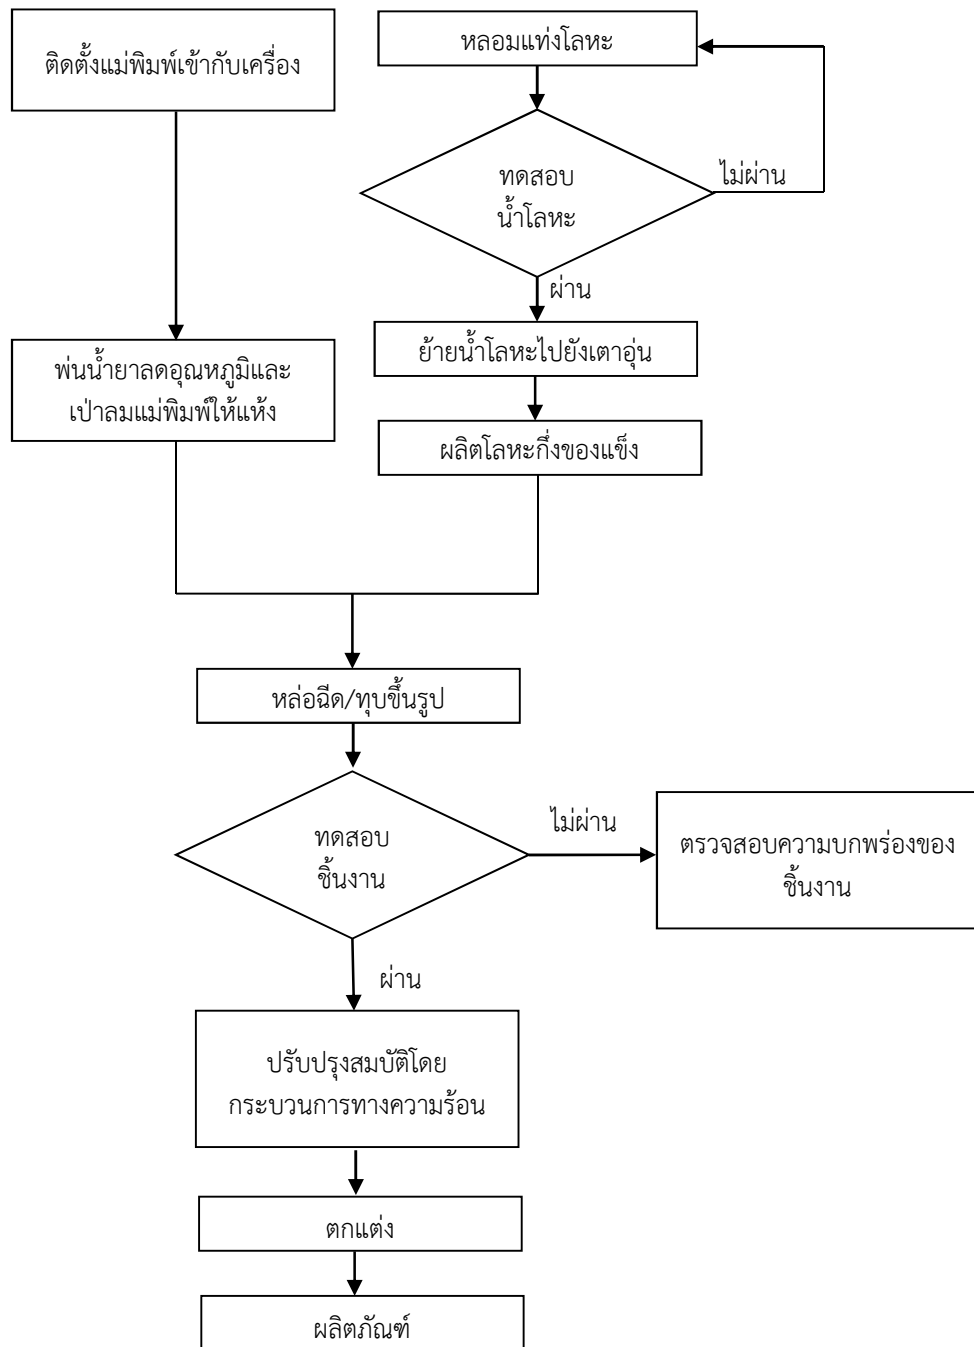 ติดตั้งแม่พิมพ์เข้ากับเครื่อง
หลอมแท่งโลหะ
ทดสอบ
น้ำโลหะ
ไม่ผ่าน
ผ่าน
ย้ายน้ำโลหะไปยังเตาอุ่น
พ่นน้ำยาลดอุณหภูมิและ
เป่าลมแม่พิมพ์ให้แห้ง
ผลิตโลหะกึ่งของแข็ง
หล่อฉีด/ทุบขึ้นรูป
ทดสอบ
ชิ้นงาน
ไม่ผ่าน
ตรวจสอบความบกพร่องของ
ชิ้นงาน
ผ่าน
ปรับปรุงสมบัติโดย
กระบวนการทางความร้อน
ตกแต่ง
ผลิตภัณฑ์